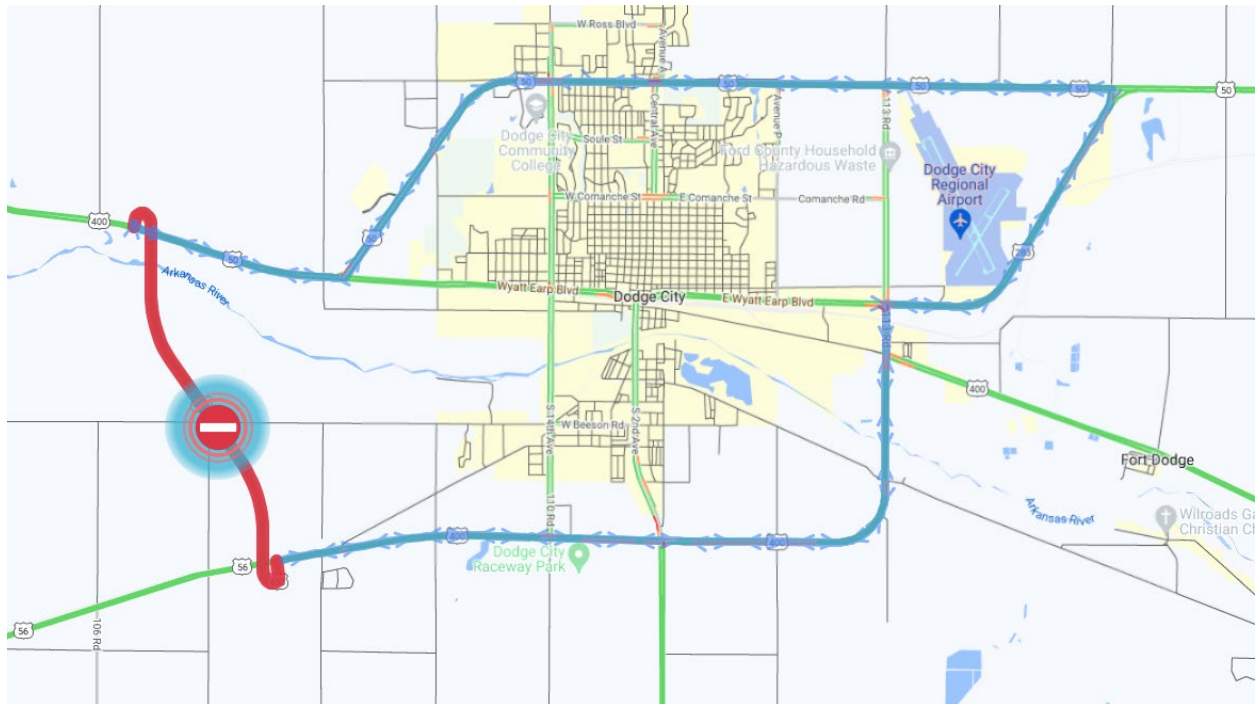 W Ross Blvd
Avenue A
50
50
50
50
50
Dodge City
Community
College
Soule St
Central Ave
Avenue P
113 Rd
Ford County Household
Hazardous Waste
Dodge City
Regional
Airport
W Comanche St
E Comanche St
Comanche Rd
400
50
50
283
Arkansas
River
Wyatt Earp Blvd
Dodge City
E Wyatt Earp Blvd
113 Rd
400
S 14th Ave
S 2nd Ave
W Beeson Rd
Fort Dodge
110 Rd
Arkansas River
Wilroads Ga
Christian Ch
400
400
Dodge City
Raceway Park
56
56
106 Rd